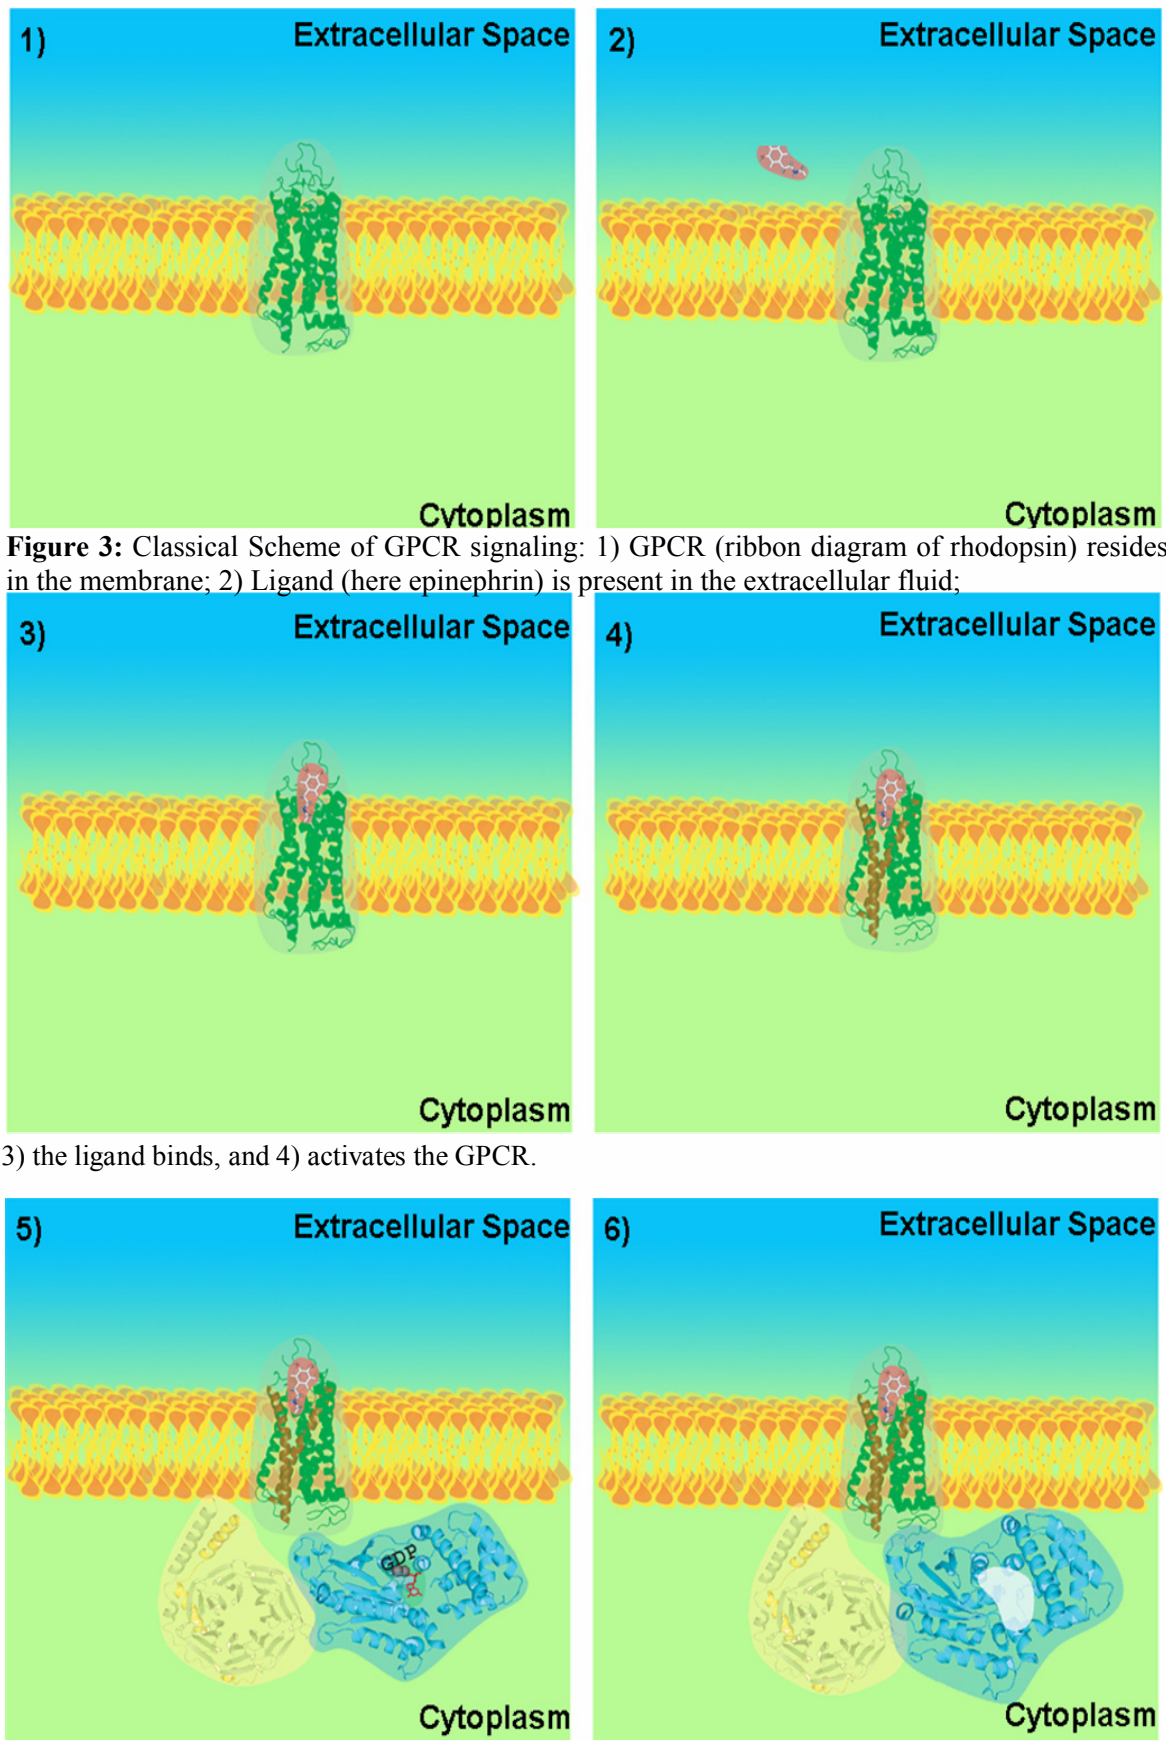 1) Extracellular Space
2) Extracellular Space
Cytoplasm
Cytoplasm
Figure 3: Classical Scheme of GPCR signaling: 1) GPCR (ribbon diagram of rhodopsin) resides
in the membrane; 2) Ligand (here epinephrin) is present in the extracellular fluid;
3) Extracellular Space
4) Extracellular Space
Cytoplasm
Cytoplasm
3) the ligand binds, and 4) activates the GPCR.
5) Extracellular Space
6) Extracellular Space
GDP
Cytoplasm
Cytoplasm